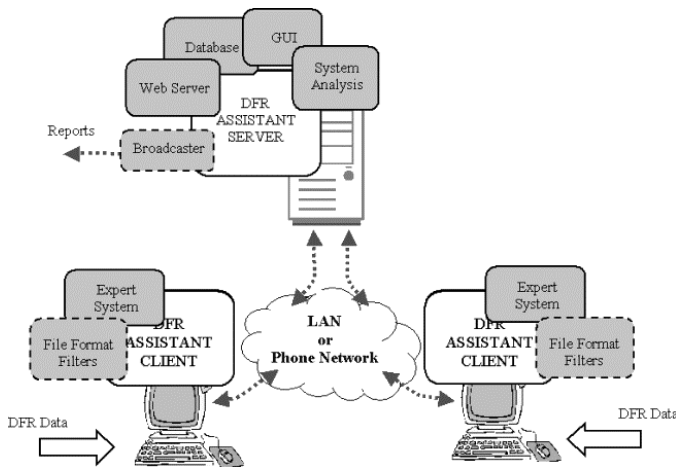 GUI
Database
System
Analysis
Web Server
DFR
ASSISTANT
SERVER
Reports
Broadcaster
Expert
System
DFR
ASSISTANT
CLIENT
File Format
Filters
LAN
or
Phone Network
Expert
System
DFR
ASSISTANT
CLIENT
File Format
Filters
DFR Data
DFR Data